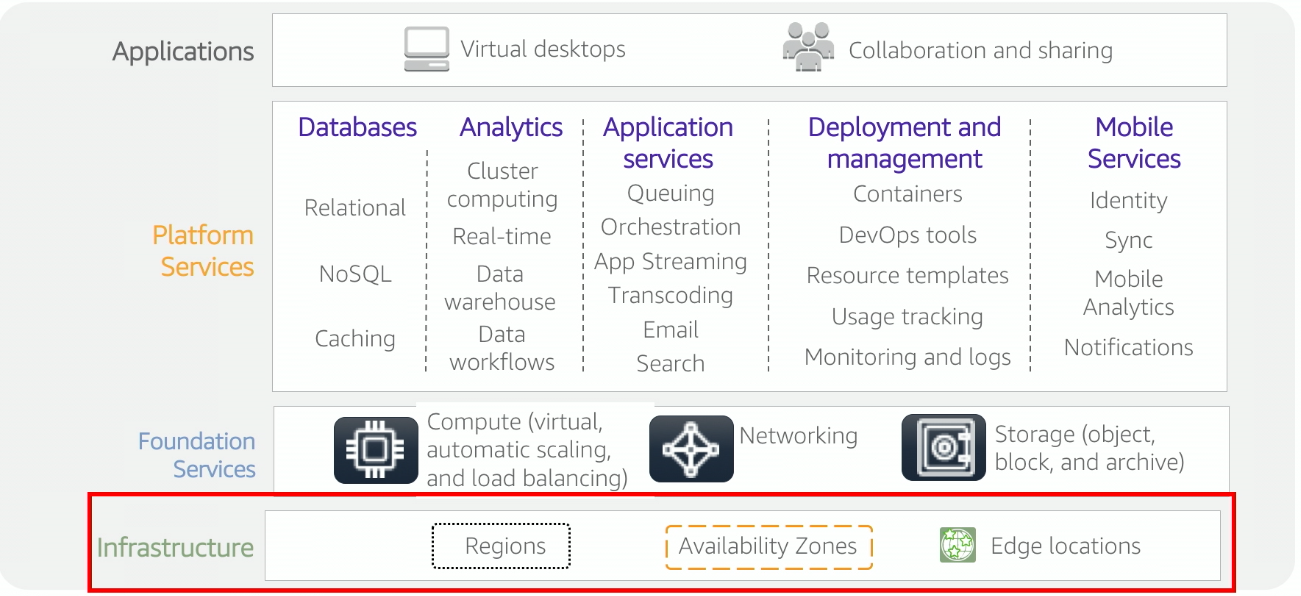 Applications
Virtual desktops
Collaboration and sharing
Platform
Services
Databases
Relational
NoSQL
Caching
Analytics
Cluster
computing
Real-time
Data
warehouse
Data
workflows
Application
services
Queuing
Orchestration
App Streaming
Transcoding
Email
Search
Deployment and
management
Containers
DevOps tools
Resource templates
Usage tracking
Monitoring and logs
Mobile
Services
Identity
Sync
Mobile
Analytics
Notifications
Foundation
Services
Compute (virtual,
automatic scaling,
and load balancing)
Networking
Storage (object,
block, and archive)
Infrastructure
Regions
Availability Zones
Edge locations